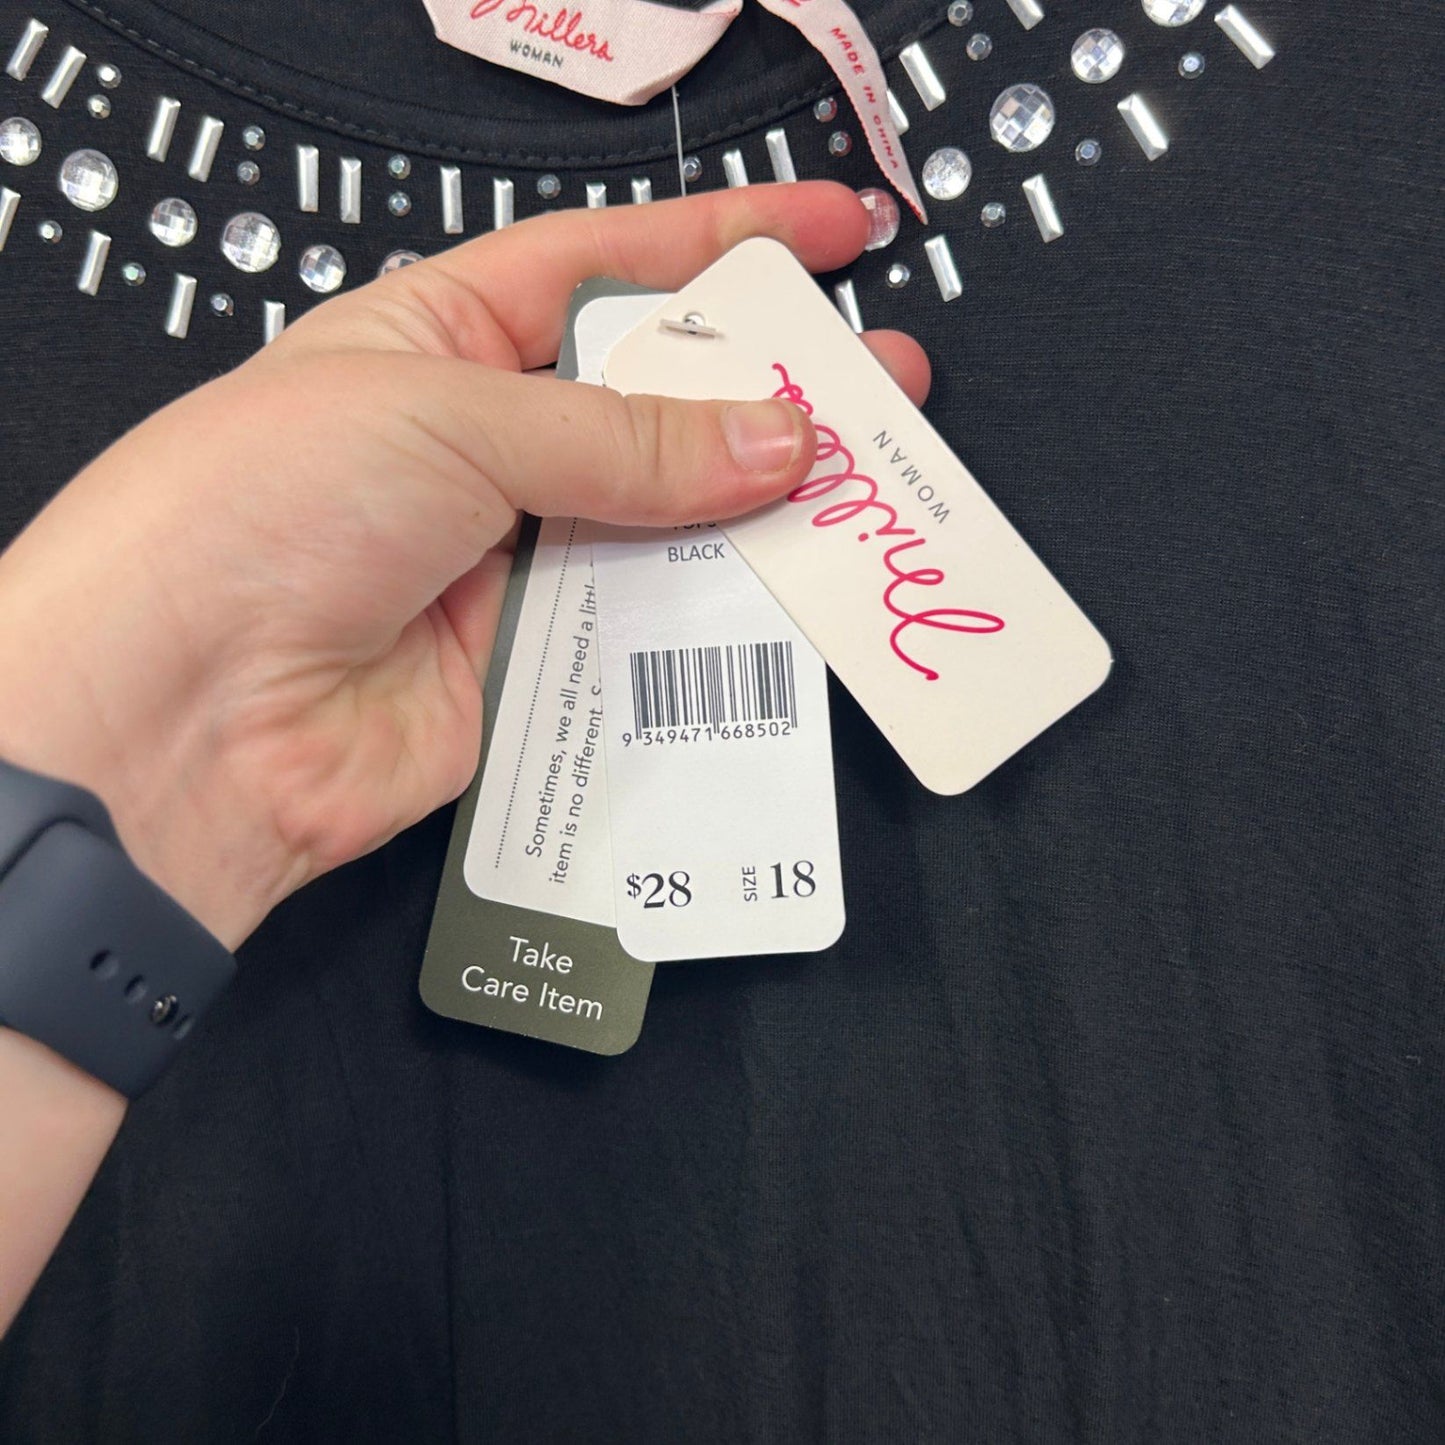 Millers
WOMAN
MADE IN CHINA
Millers
WOMAN
BLACK
9 349471 668502
$28
SIZE 18
Sometimes, we all need a
item is no different.
Take
Care Item